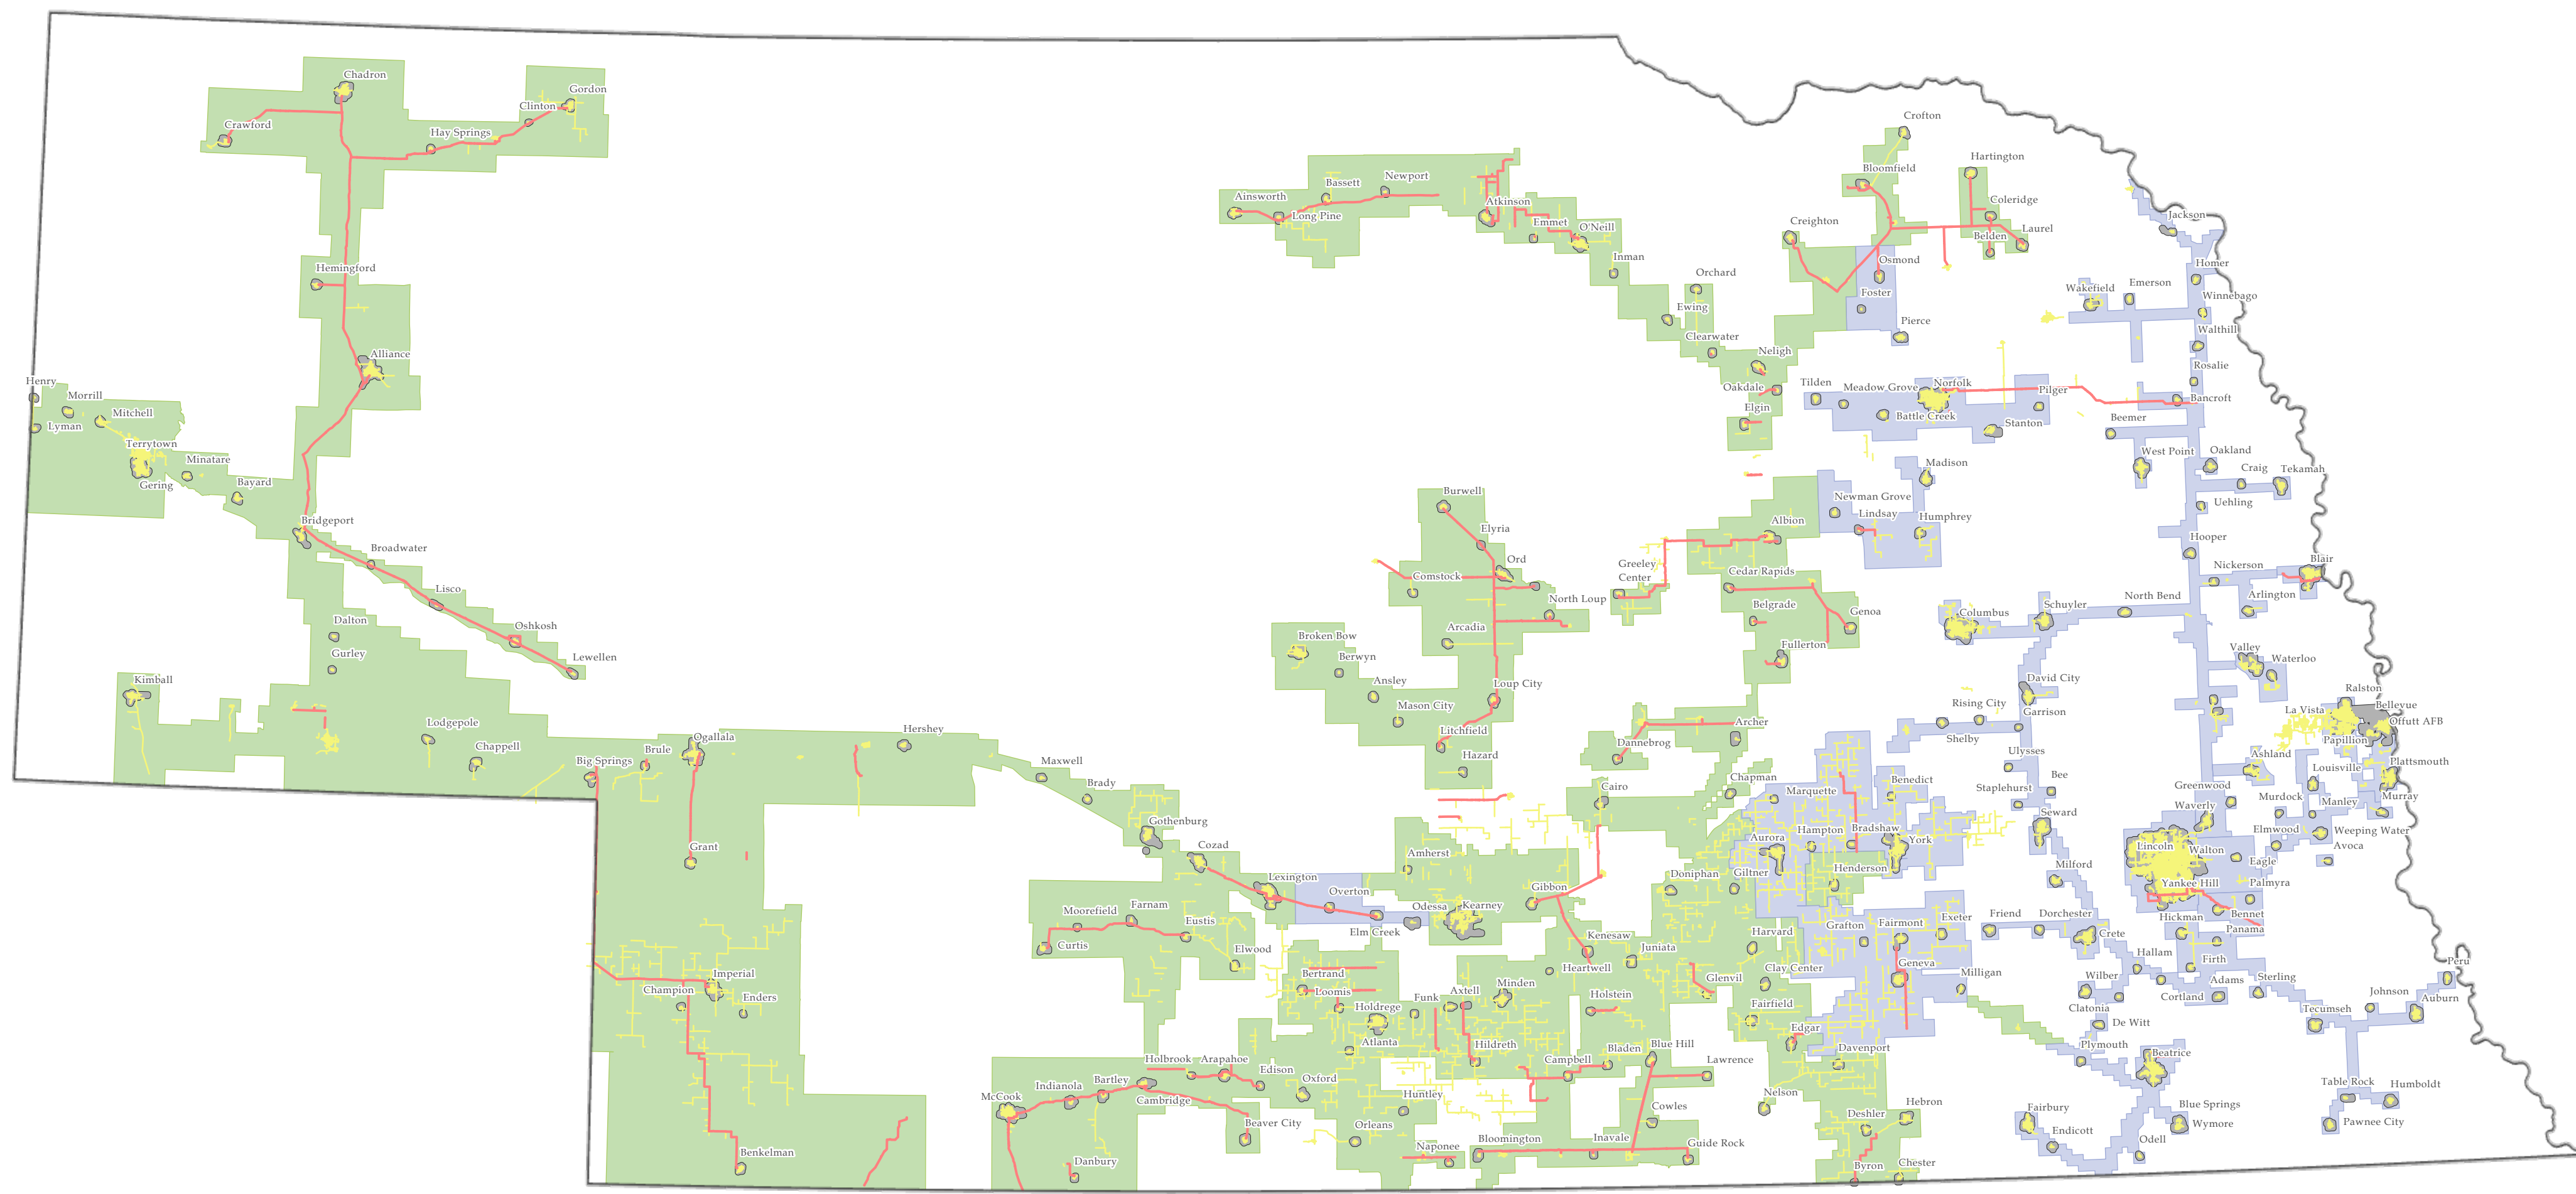 Chadron
Gordon
Clinton
Crawford
Hay Springs
Hemingford
Alliance
Henry
Morrill
Mitchell
Lyman
Terrytown
Minatare
Gering
Bayard
Bridgeport
Broadwater
Lisco
Oshkosh
Lewellen
Dalton
Gurley
Kimball
Lodgepole
Chappell
Big Springs
Brule
Ogallala
Hershey
Grant
Maxwell
Brady
Gothenburg
Cozad
Lexington
Overton
Elm Creek
Odessa
Kearney
Amherst
Gibbon
Moorefield
Farnam
Eustis
Curtis
Elwood
Imperial
Champion
Enders
Benkelman
McCook
Indianola
Bartley
Cambridge
Holbrook
Arapahoe
Edison
Oxford
Beaver City
Danbury
Orleans
Huntley
Naponee
Bloomington
Inavale
Guide Rock
Cowles
Lawrence
Blue Hill
Bladen
Campbell
Hildreth
Atlanta
Holdrege
Loomis
Bertrand
Funk
Axtell
Minden
Heartwell
Kenesaw
Holstein
Juniata
Glenvil
Ainsworth
Long Pine
Bassett
Newport
Atkinson
Emmet
O'Neill
Inman
Ewing
Orchard
Clearwater
Neligh
Oakdale
Elgin
Crofton
Bloomfield
Hartington
Coleridge
Creighton
Belden
Laurel
Osmond
Foster
Pierce
Jackson
Homer
Emerson
Wakefield
Winnebago
Walthill
Rosalie
Bancroft
Tilden
Meadow Grove
Norfolk
Battle Creek
Pilger
Stanton
Beemer
West Point
Oakland
Craig
Tekamah
Uehling
Madison
Newman Grove
Lindsay
Humphrey
Albion
Hooper
Nickerson
Blair
Arlington
North Bend
Schuyler
Columbus
Burwell
Elyria
Ord
Comstock
North Loup
Arcadia
Greeley
Center
Cedar Rapids
Belgrade
Genoa
Fullerton
Broken Bow
Berwyn
Ansley
Mason City
Loup City
Litchfield
Hazard
Dannebrog
Archer
Cairo
Chapman
Valley
Waterloo
David City
Garrison
Rising City
Shelby
Ulysses
Bee
Staplehurst
Seward
Milford
Ralston
La Vista
Bellevue
Offutt AFB
Papillion
Ashland
Louisville
Plattsmouth
Greenwood
Murdock
Manley
Murray
Waverly
Elmwood
Weeping Water
Lincoln
Walton
Eagle
Avoca
Yankee Hill
Palmyra
Hickman
Bennet
Panama
Marquette
Benedict
Hampton
Bradshaw
Aurora
York
Doniphan
Giltner
Henderson
Grafton
Fairmont
Exeter
Harvard
Clay Center
Geneva
Milligan
Fairfield
Edgar
Davenport
Nelson
Deshler
Hebron
Byron
Chester
Friend
Dorchester
Crete
Hallam
Firth
Wilber
Cortland
Adams
Sterling
Clatonia
De Witt
Plymouth
Beatrice
Fairbury
Endicott
Odell
Blue Springs
Wymore
Tecumseh
Johnson
Auburn
Peru
Table Rock
Humboldt
Pawnee City